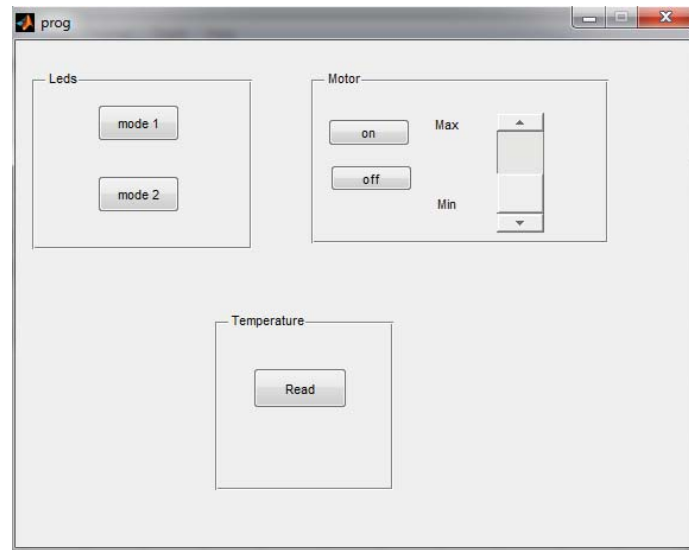 prog
Leds
mode 1
mode 2
Motor
on
off
Max
Min
Temperature
Read